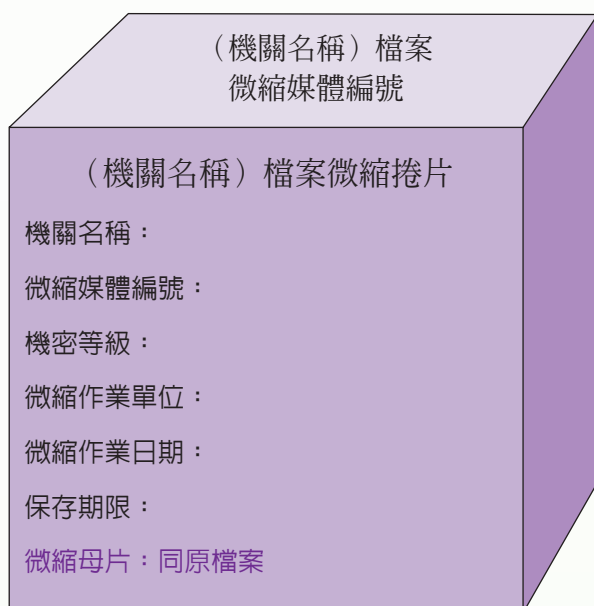 （機關名稱）檔案
微縮媒體編號
（機關名稱）檔案微縮捲片
機關名稱：
微縮媒體編號：
機密等級：
微縮作業單位：
微縮作業日期：
保存期限：
微縮母片：同原檔案